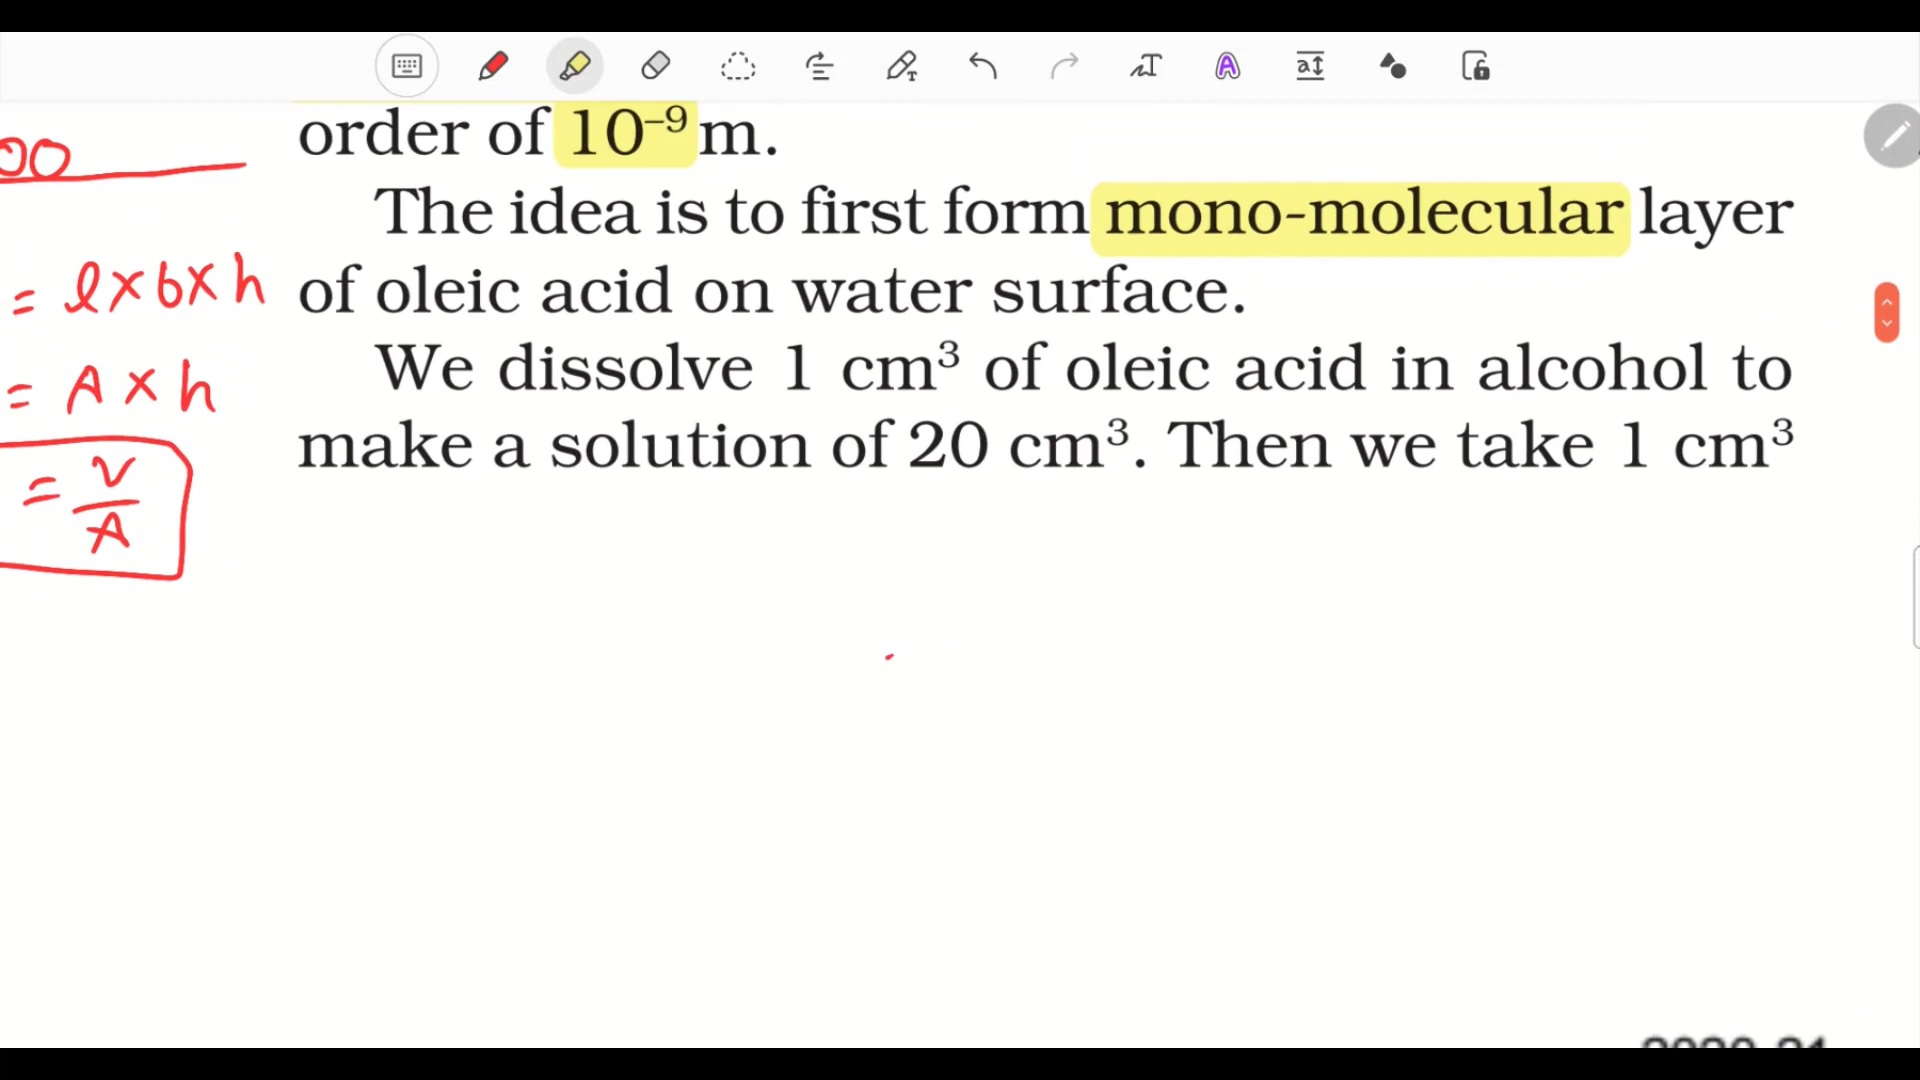 order of 10⁻⁹ m.
The idea is to first form mono-molecular layer
of oleic acid on water surface.
We dissolve 1 cm³ of oleic acid in alcohol to
make a solution of 20 cm³. Then we take 1 cm³
00
= l×b×h
= A×h
= V/A